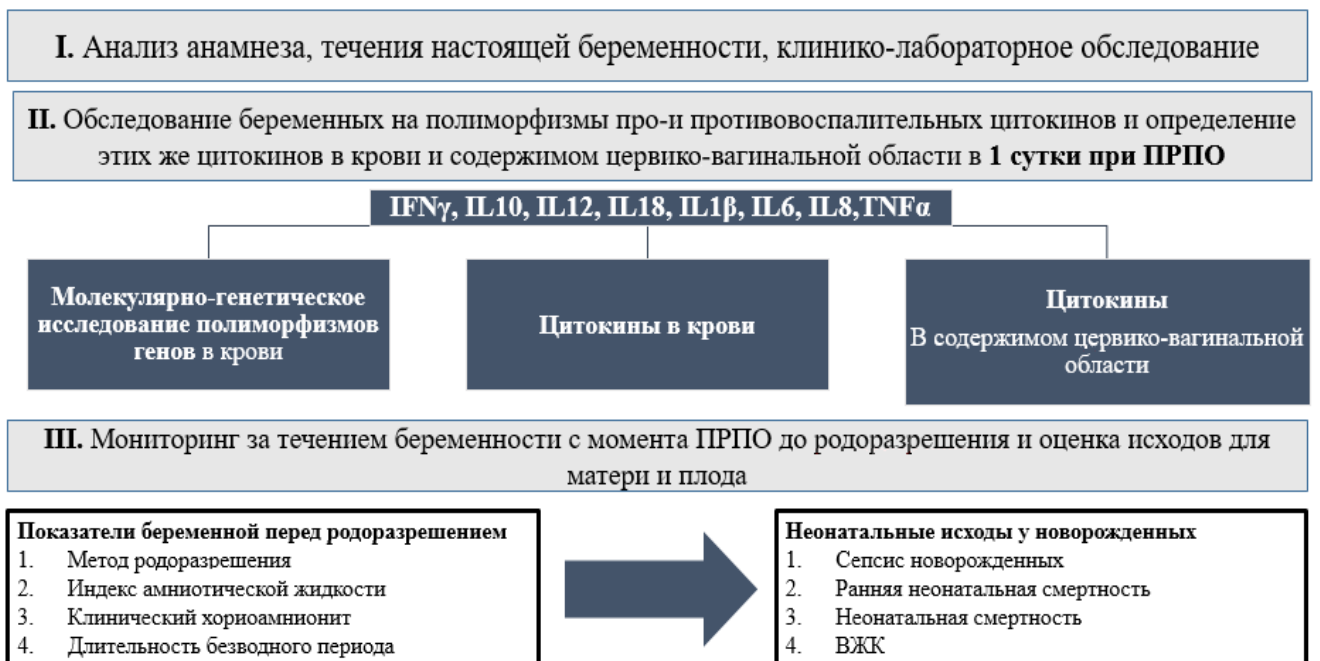 I. Анализ анамнеза, течения настоящей беременности, клинико-лабораторное обследование
II. Обследование беременных на полиморфизмы про-и противовоспалительных цитокинов и определение
этих же цитокинов в крови и содержимом цервико-вагинальной области в 1 сутки при ПРПО
IFNγ, IL10, IL12, IL18, IL1β, IL6, IL8,TNFα
Молекулярно-генетическое
исследование полиморфизмов
генов в крови
Цитокины в крови
Цитокины
В содержимом цервико-вагинальной
области
III. Мониторинг за течением беременности с момента ПРПО до родоразрешения и оценка исходов для
матери и плода
Показатели беременной перед родоразрешением
1. Метод родоразрешения
2. Индекс амниотической жидкости
3. Клинический хориоамнионит
4. Длительность безводного периода
Неонатальные исходы у новорожденных
1. Сепсис новорожденных
2. Ранняя неонатальная смертность
3. Неонатальная смертность
4. ВЖК